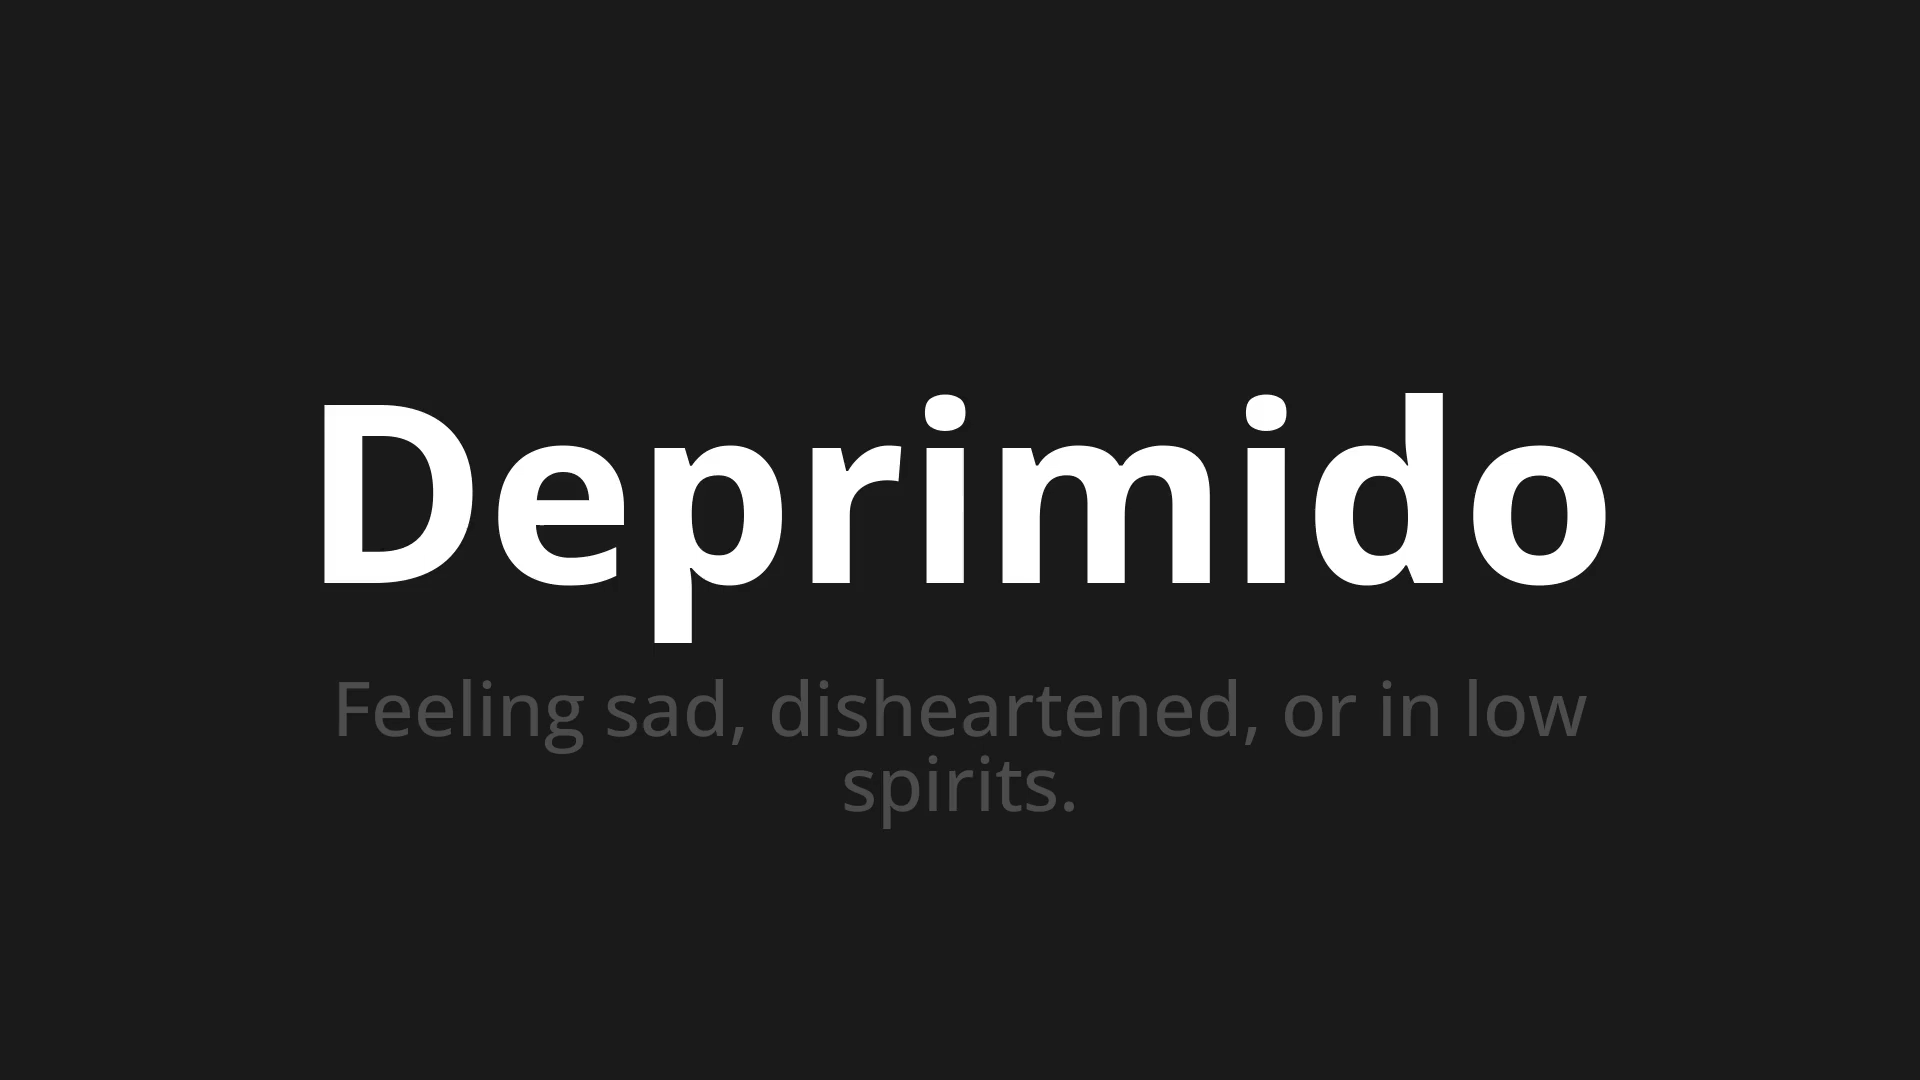 Deprimido
Feeling sad, disheartened, or in low
spirits.